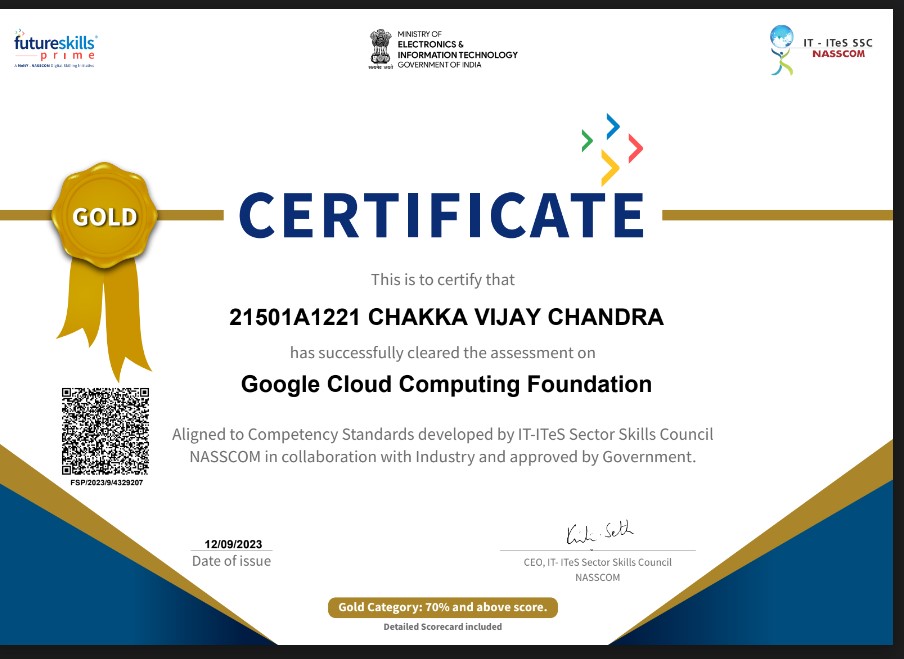 futureskills
prime
A MeitY - NASSCOM Digital Skilling Initiative
MINISTRY OF
ELECTRONICS &
INFORMATION TECHNOLOGY
GOVERNMENT OF INDIA
IT - ITeS SSC
NASSCOM
GOLD
CERTIFICATE
This is to certify that
21501A1221 CHAKKA VIJAY CHANDRA
has successfully cleared the assessment on
Google Cloud Computing Foundation
Aligned to Competency Standards developed by IT-ITeS Sector Skills Council
NASSCOM in collaboration with Industry and approved by Government.
FSP/2023/9/4329207
12/09/2023
Date of issue
CEO, IT- ITeS Sector Skills Council
NASSCOM
Gold Category: 70% and above score.
Detailed Scorecard included